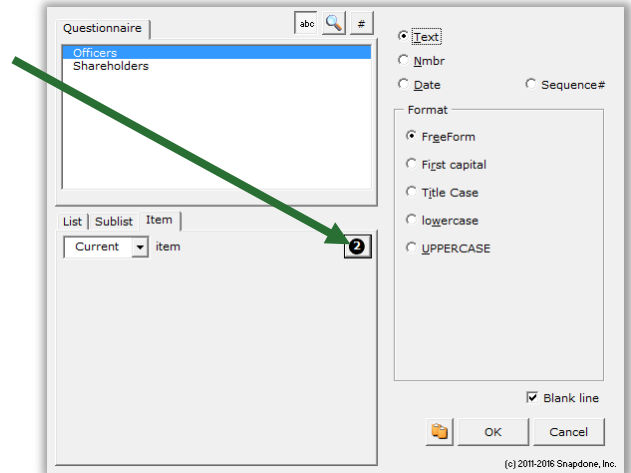 Questionnaire
abc
#
Officers
Shareholders
List
Sublist
Item
Current
item
2
Text
Nmbr
Date
Sequence#
Format
FreeForm
First capital
Title Case
lowercase
UPPERCASE
Blank line
OK
Cancel
(c) 2011-2016 Snapdone, Inc.